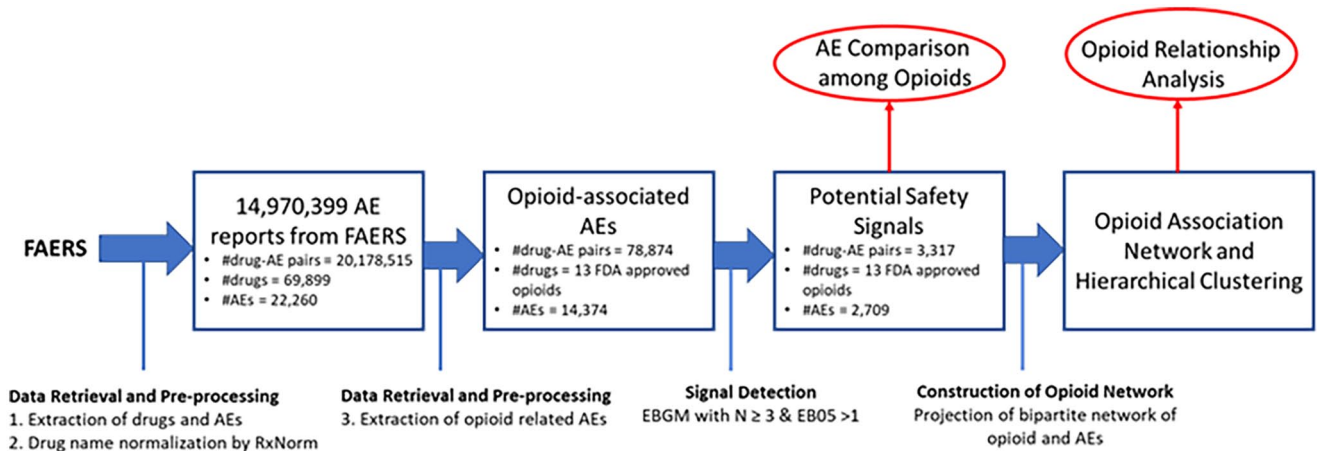 AE Comparison
among Opioids
Opioid Relationship
Analysis
FAERS
14,970,399 AE
reports from FAERS
• #drug-AE pairs = 20,178,515
• #drugs = 69,899
• #AEs = 22,260
Opioid-associated
AEs
• #drug-AE pairs = 78,874
• #drugs = 13 FDA approved
opioids
• #AEs = 14,374
Potential Safety
Signals
• #drug-AE pairs = 3,317
• #drugs = 13 FDA approved
opioids
• #AEs = 2,709
Opioid Association
Network and
Hierarchical Clustering
Data Retrieval and Pre-processing
1. Extraction of drugs and AEs
2. Drug name normalization by RxNorm
Data Retrieval and Pre-processing
3. Extraction of opioid related AEs
Signal Detection
EBGM with N ≥ 3 & EB05 >1
Construction of Opioid Network
Projection of bipartite network of
opioid and AEs